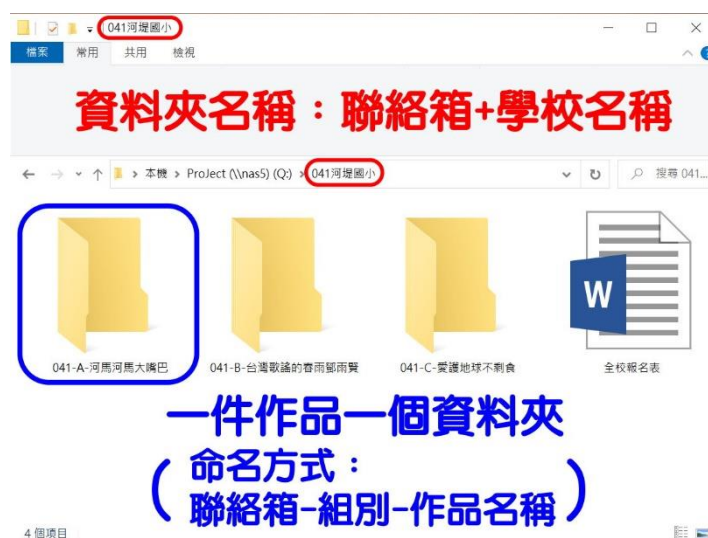 041河堤國小
檔案 常用 共用 檢視
資料夾名稱：聯絡箱+學校名稱
本機 > ProJect (\\nas5) (Q:) > 041河堤國小
搜尋 041...
041-A-河馬河馬大嘴巴
041-B-台灣歌謠的春雨鄧雨賢
041-C-愛護地球不剩食
W
全校報名表
一件作品一個資料夾
(命名方式：
聯絡箱-組別-作品名稱)
4 個項目